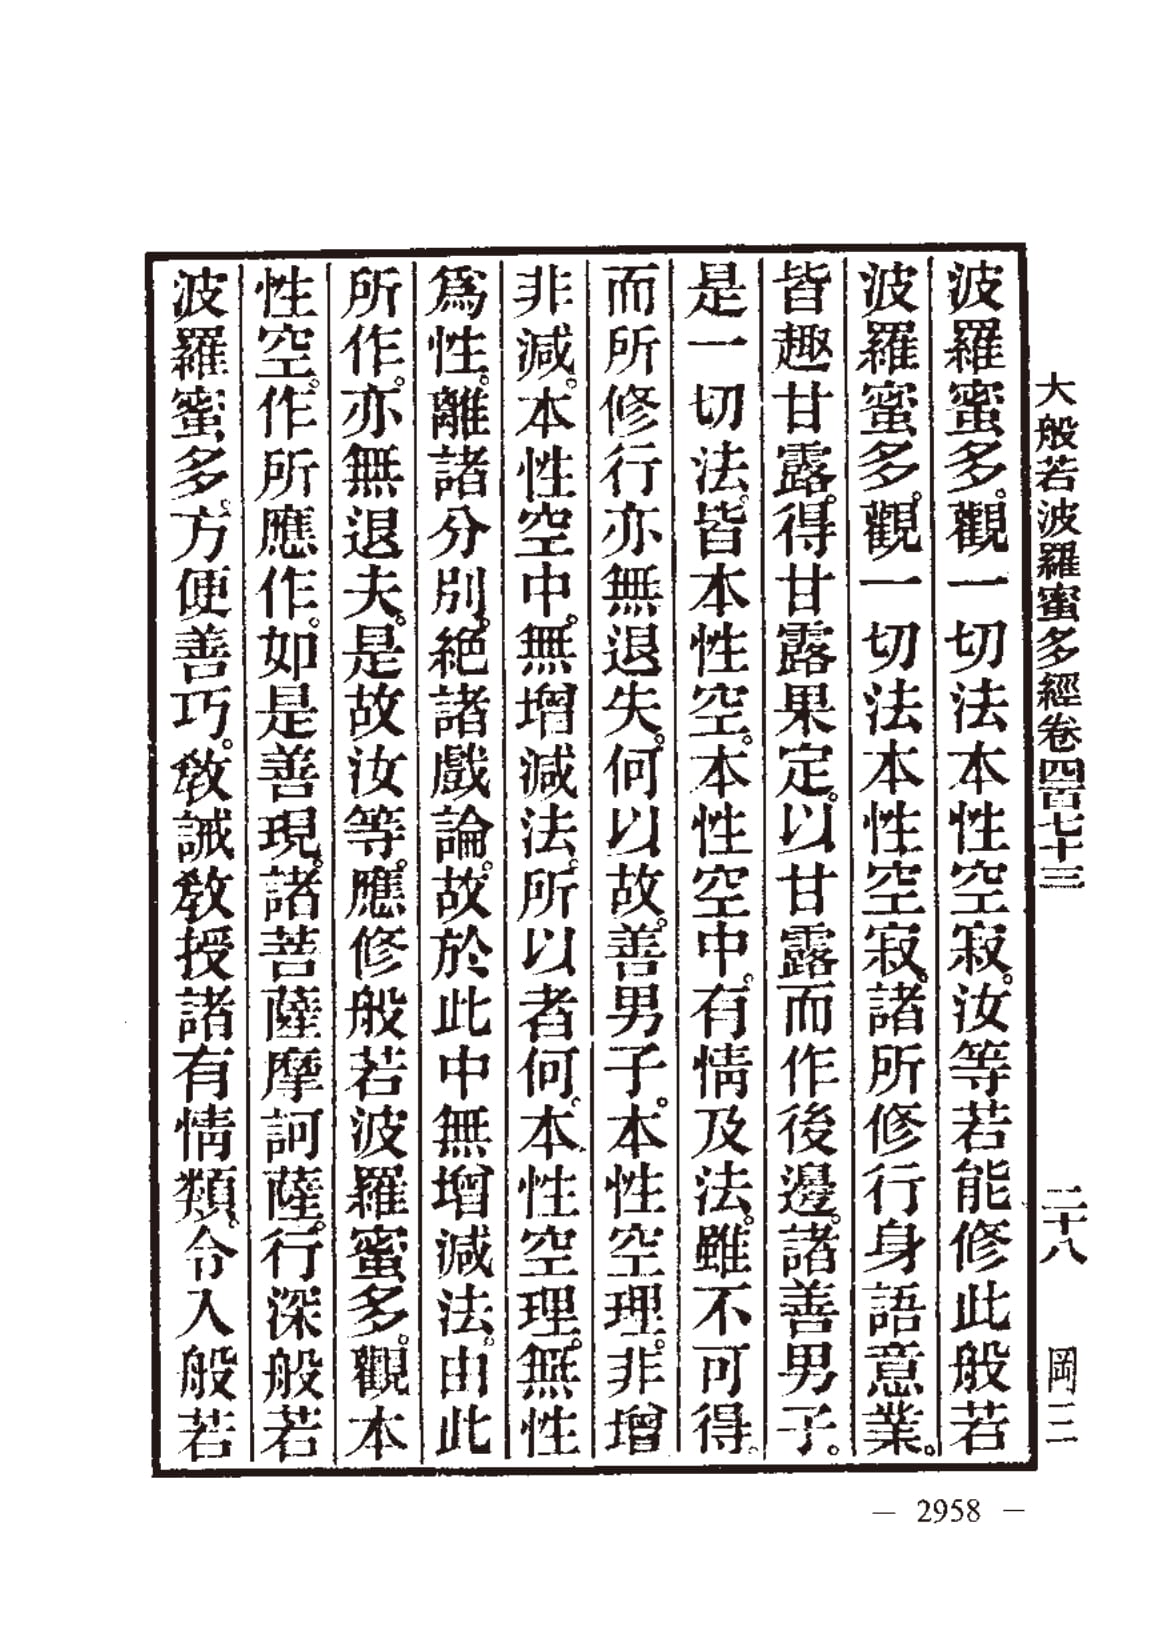 大般若波羅蜜多經卷四百七十三　二十八　岡三
波羅蜜多。觀一切法本性空寂。汝等若能修此般若
波羅蜜多。觀一切法本性空寂。諸所修行身語意業。
皆趣甘露。得甘露果定。以甘露而作後邊。諸善男子。
是一切法。皆本性空。本性空中。有情及法。雖不可得。
而所修行亦無退失。何以故。善男子。本性空理。非增
非減。本性空中。無增減法。所以者何。本性空理。無性
爲性。離諸分別。絕諸戲論。故於此中無增減法。由此
所作。亦無退夫。是故汝等。應修般若波羅蜜多。觀本
性空。作所應作。如是善現。諸菩薩摩訶薩。行深般若
波羅蜜多。方便善巧。敎誡敎授諸有情類。令入般若
— 2958 —